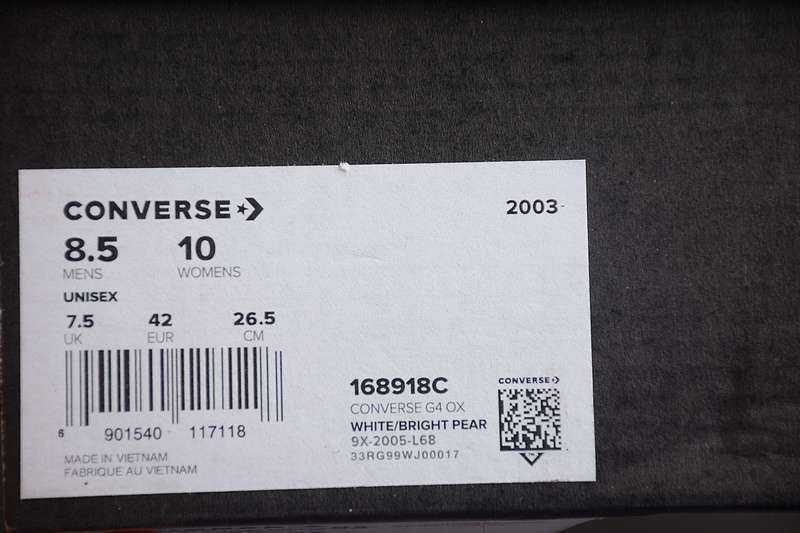 CONVERSE
2003-
8.5 10
MENS WOMENS
UNISEX
7.5 42 26.5
UK EUR CM
6 901540 117118
MADE IN VIETNAM
FABRIQUE AU VIETNAM
168918C
CONVERSE G4 OX
WHITE/BRIGHT PEAR
9X-2005-L68
33RG99WJ00017
CONVERSE